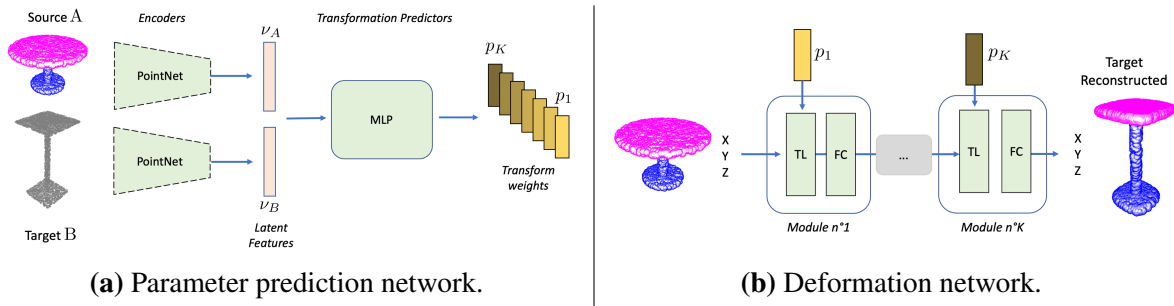 Source A
Encoders
Transformation Predictors
ν_A
PointNet
p_K
p_1
MLP
PointNet
Transform
weights
ν_B
Target B
Latent
Features
(a) Parameter prediction network.
p_1
p_K
Target
Reconstructed
X
Y
Z
TL
FC
...
TL
FC
X
Y
Z
Module n°1
Module n°K
(b) Deformation network.